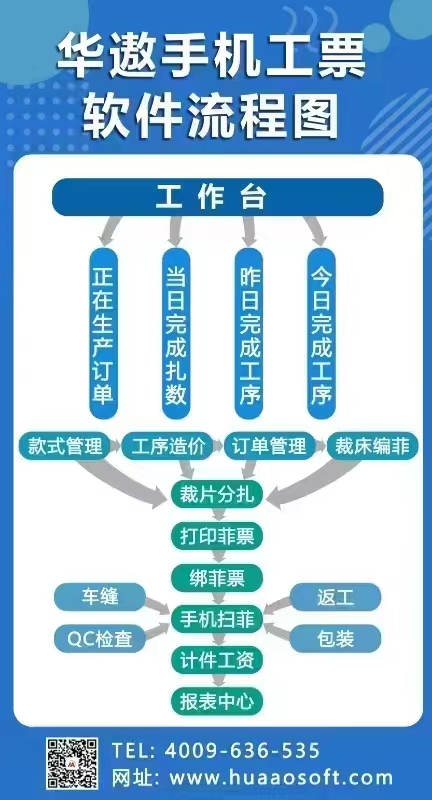 华遨手机工票
软件流程图
工作台
正在生产订单
当日完成扎数
昨日完成工序
今日完成工序
款式管理
工序造价
订单管理
裁床编菲
裁片分扎
打印菲票
绑菲票
车缝
手机扫菲
返工
QC检查
包装
计件工资
报表中心
TEL: 4009-636-535
网址: www.huaaosoft.com